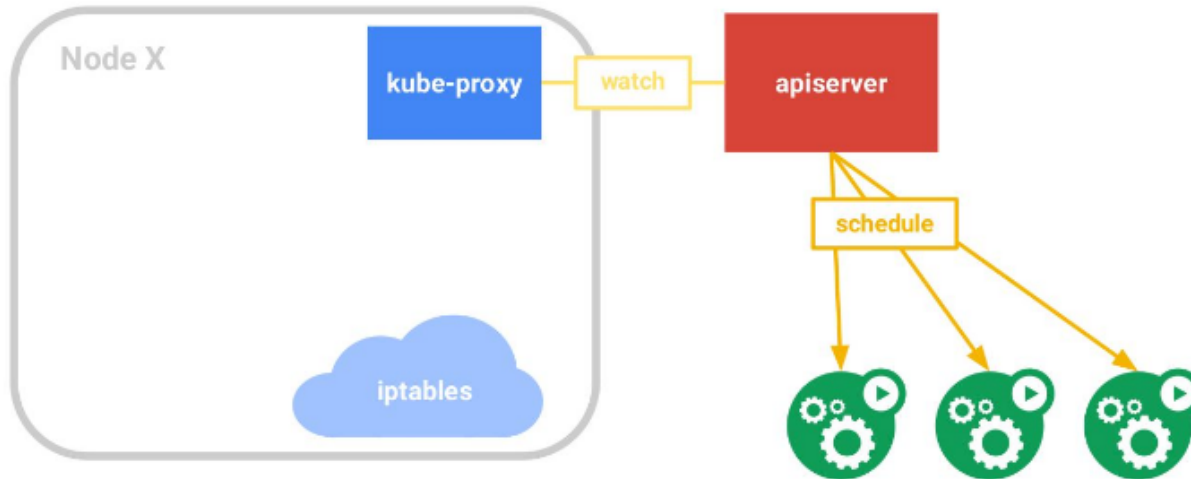 Node X
kube-proxy
watch
apiserver
schedule
iptables